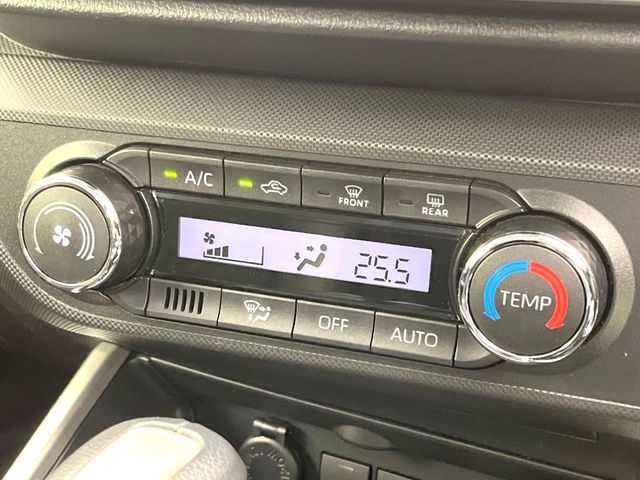 A/C
FRONT
REAR
25.5
TEMP
OFF
AUTO